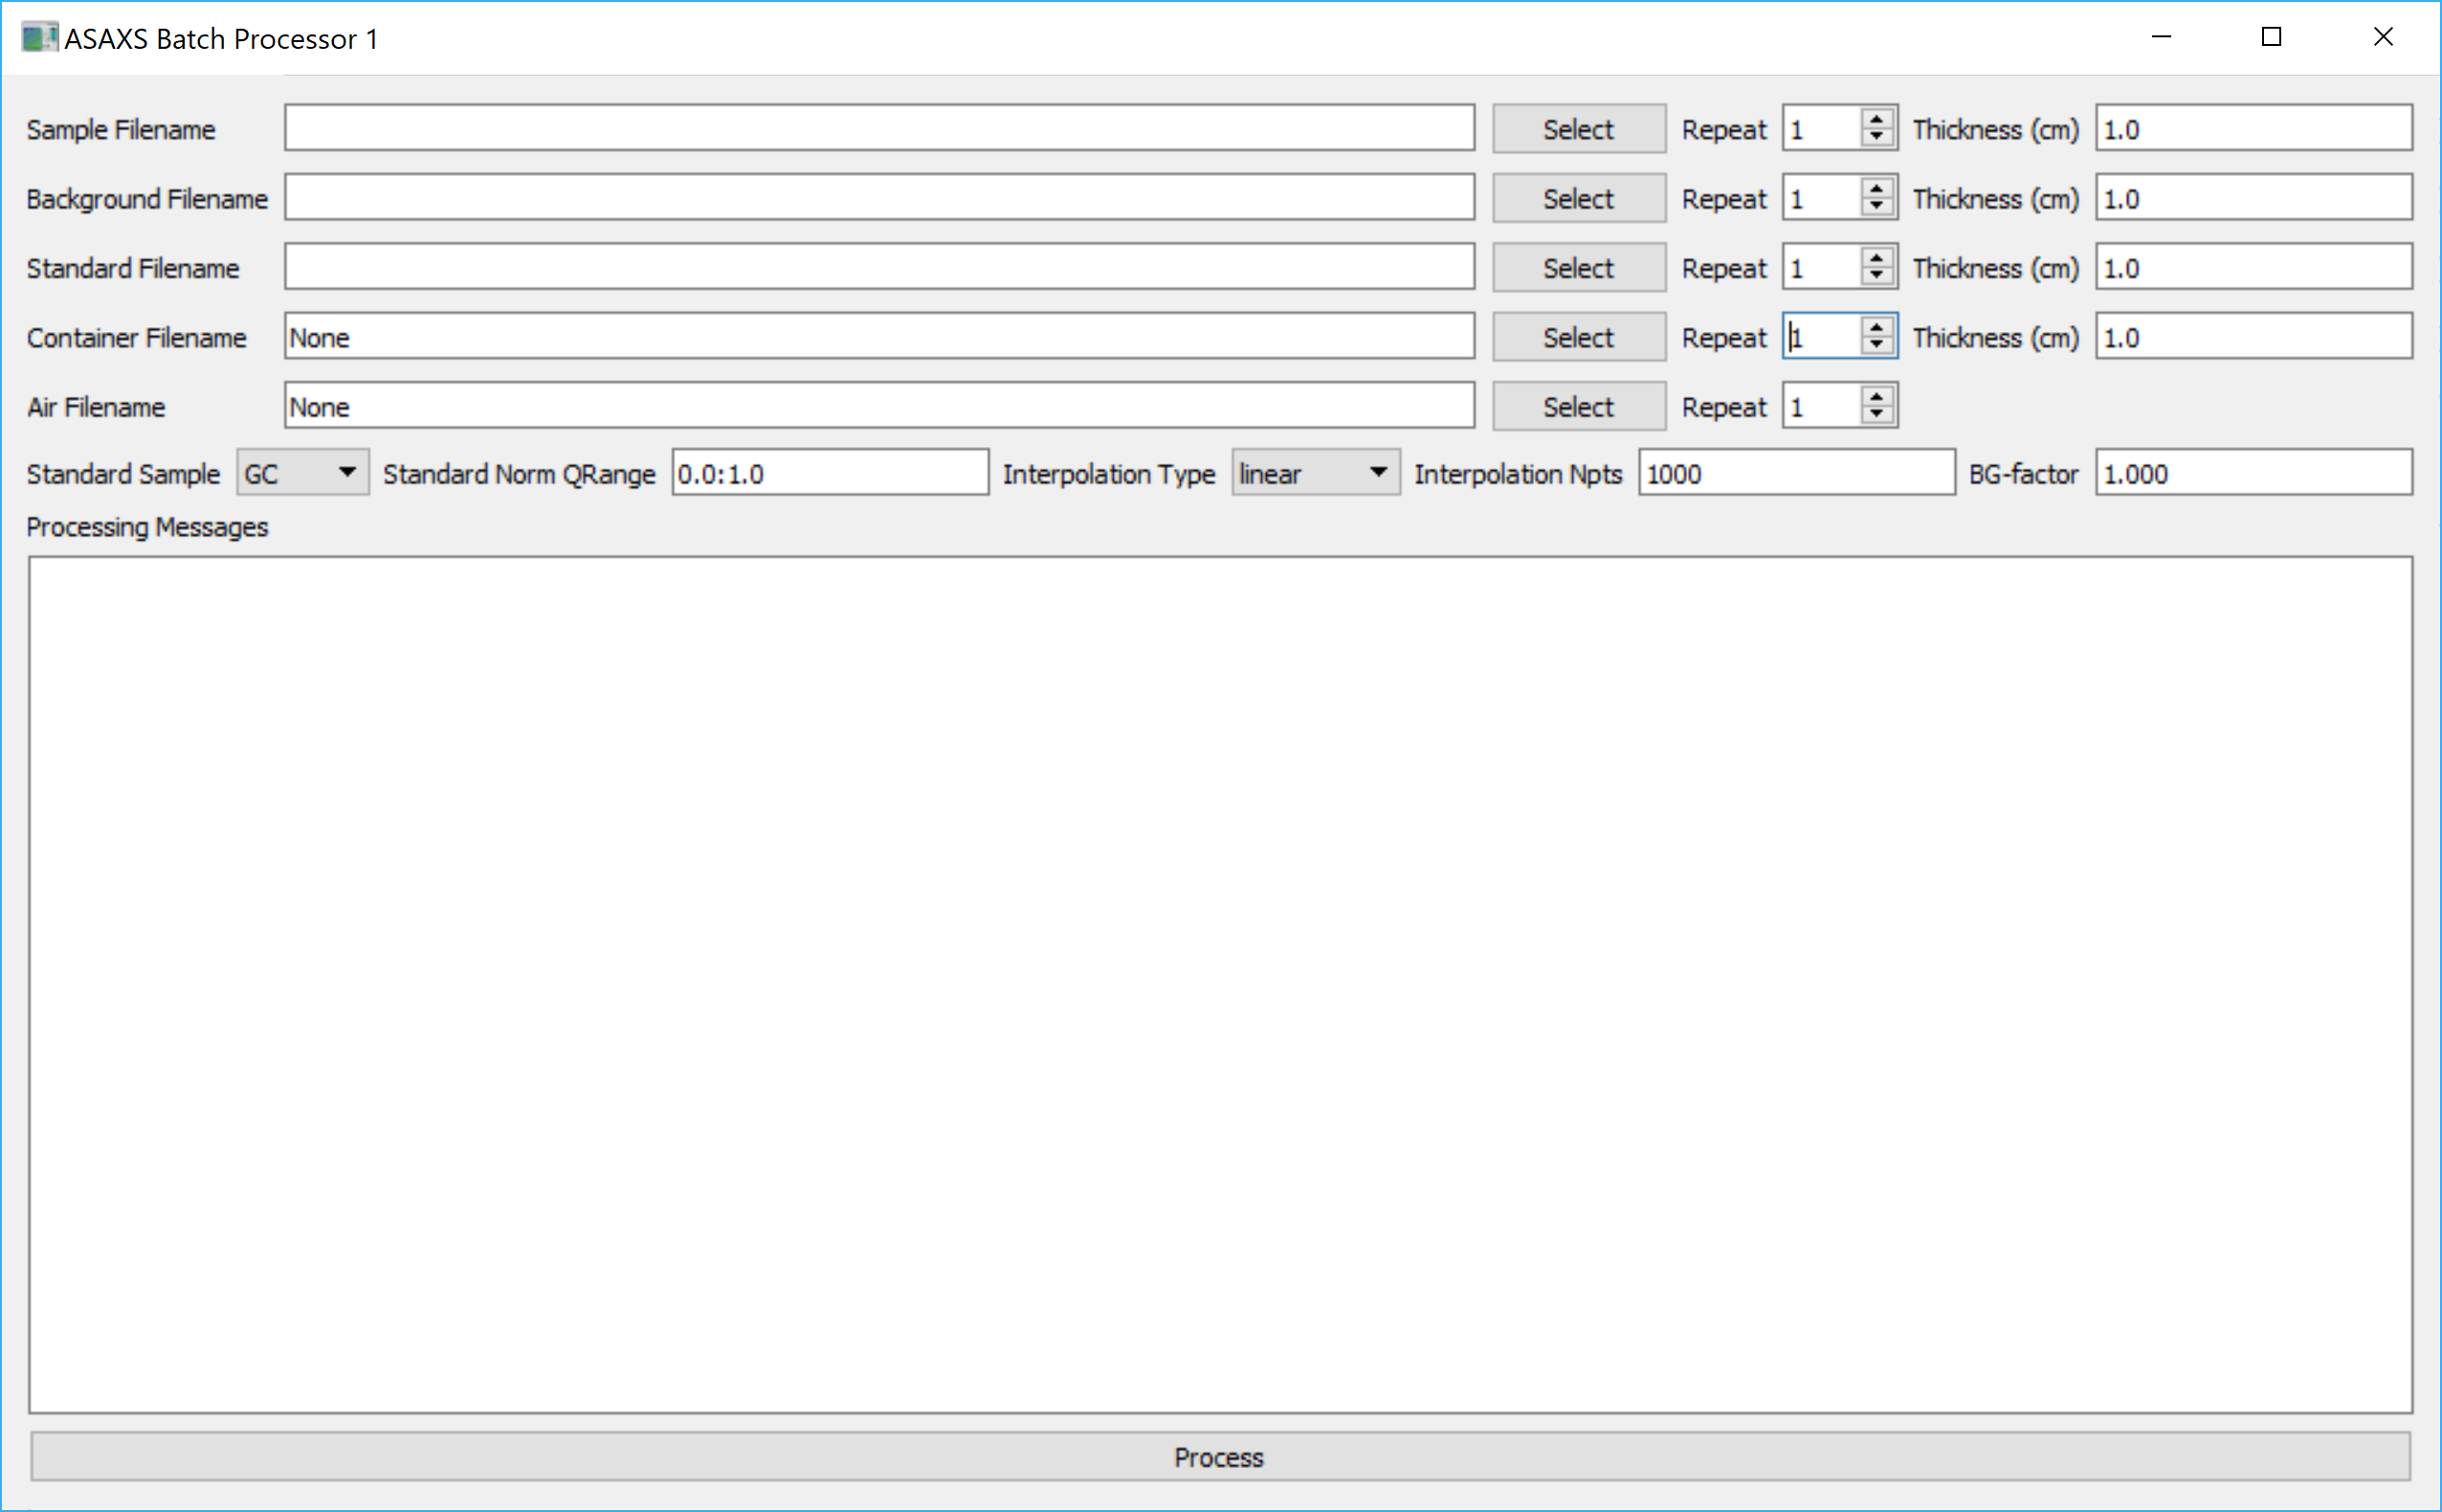 ASAXS Batch Processor 1
Sample Filename Select Repeat 1 Thickness (cm) 1.0
Background Filename Select Repeat 1 Thickness (cm) 1.0
Standard Filename Select Repeat 1 Thickness (cm) 1.0
Container Filename None Select Repeat 1 Thickness (cm) 1.0
Air Filename None Select Repeat 1
Standard Sample GC Standard Norm QRange 0.0:1.0 Interpolation Type linear Interpolation Npts 1000 BG-factor 1.000
Processing Messages
Process